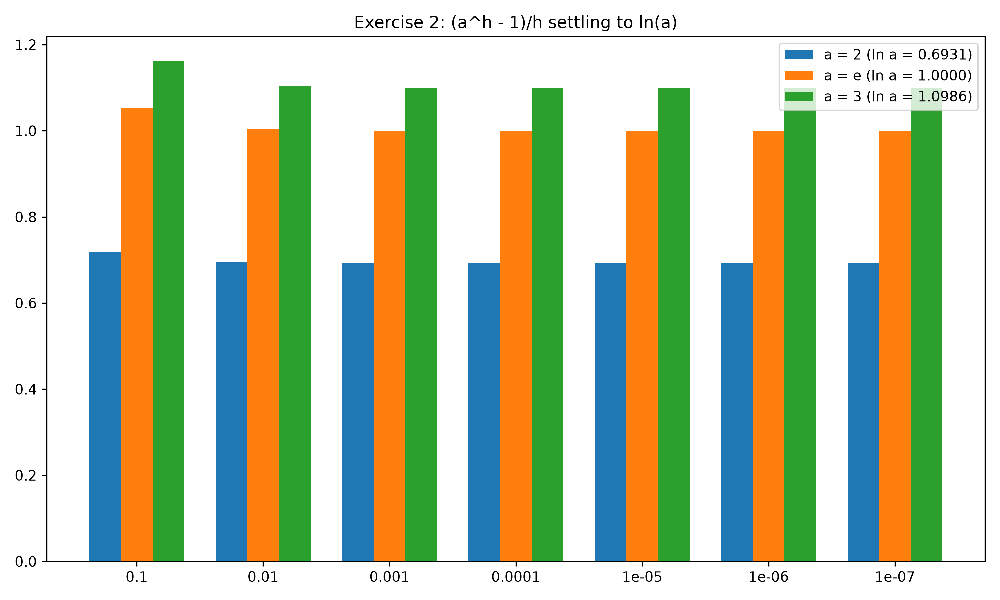 Exercise 2: (a^h - 1)/h settling to ln(a)
a = 2 (ln a = 0.6931)
a = e (ln a = 1.0000)
a = 3 (ln a = 1.0986)
1.2
1.0
0.8
0.6
0.4
0.2
0.0
0.1 0.01 0.001 0.0001 1e-05 1e-06 1e-07